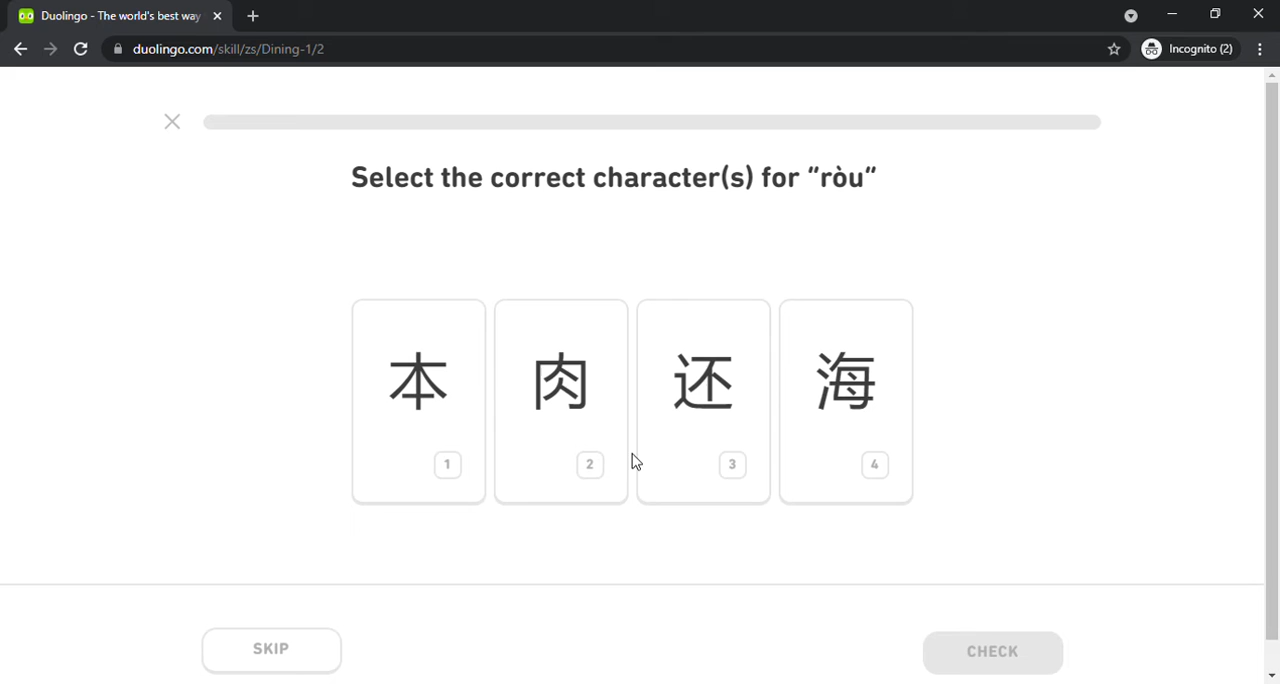 Duolingo - The world's best way
duolingo.com/skill/zs/Dining-1/2
Incognito (2)
Select the correct character(s) for "ròu"
本 肉 还 海
1 2 3 4
SKIP
CHECK